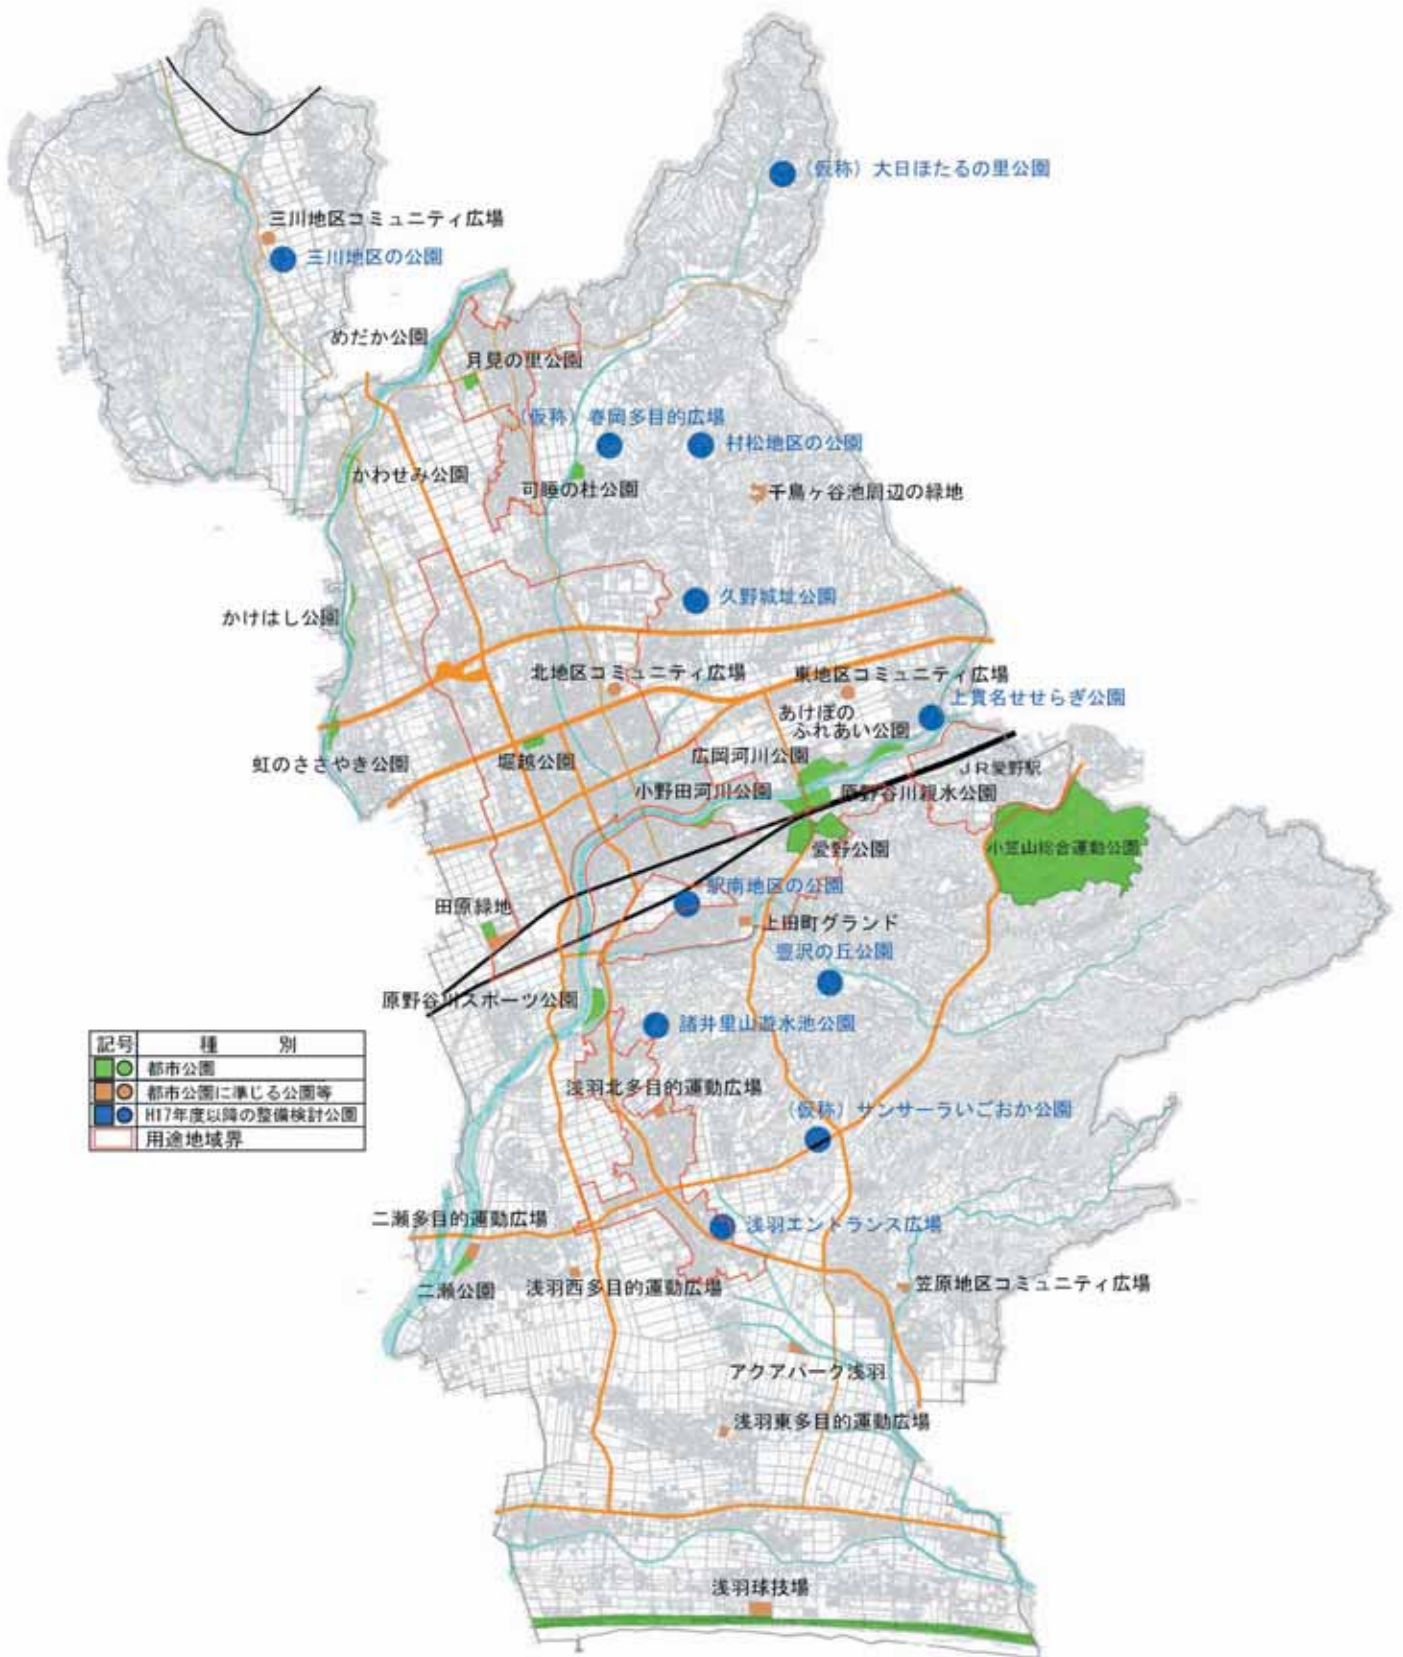 (仮称) 大日ほたるの里公園
三川地区コミュニティ広場
三川地区の公園
めだか公園
月見の里公園
(仮称) 春岡多目的広場
村松地区の公園
かわせみ公園
可睡の杜公園
千鳥ヶ谷池周辺の緑地
久野城址公園
かけはし公園
北地区コミュニティ広場
東地区コミュニティ広場
上貫名せせらぎ公園
あけぼの
ふれあい公園
虹のささやき公園
堀越公園
広岡河川公園
JR愛野駅
小野田河川公園
原野谷川親水公園
愛野公園
小笠山総合運動公園
駅南地区の公園
田原緑地
上田町グランド
豊沢の丘公園
原野谷川スポーツ公園
諸井里山遊水池公園
記号 種 別
都市公園
都市公園に準じる公園等
H17年度以降の整備検討公園
用途地域界
浅羽北多目的運動広場
(仮称) サンサーラいごおか公園
二瀬多目的運動広場
浅羽エントランス広場
二瀬公園
浅羽西多目的運動広場
笠原地区コミュニティ広場
アクアパーク浅羽
浅羽東多目的運動広場
浅羽球技場